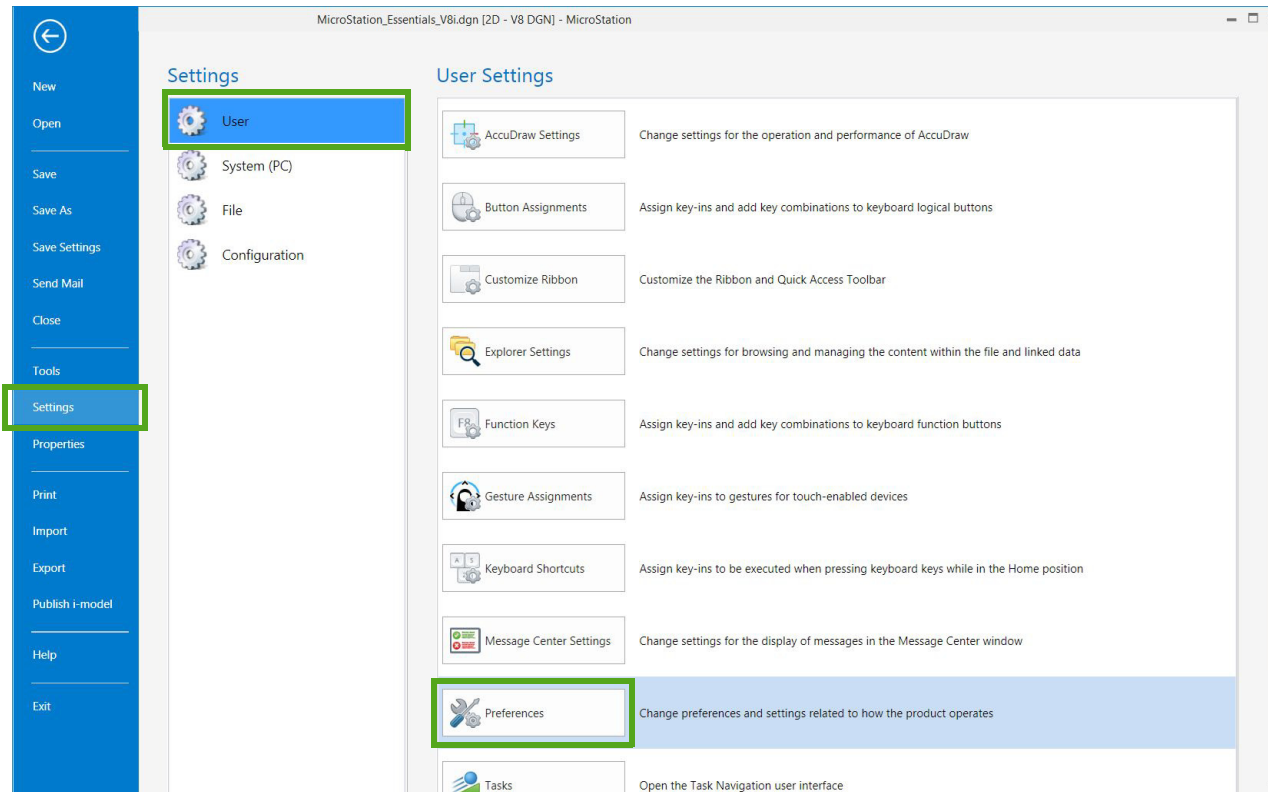 MicroStation_Essentials_V8i.dgn [2D - V8 DGN] - MicroStation
New
Open
Save
Save As
Save Settings
Send Mail
Close
Tools
Settings
Properties
Print
Import
Export
Publish i-model
Help
Exit
Settings
User
System (PC)
File
Configuration
User Settings
AccuDraw Settings Change settings for the operation and performance of AccuDraw
Button Assignments Assign key-ins and add key combinations to keyboard logical buttons
Customize Ribbon Customize the Ribbon and Quick Access Toolbar
Explorer Settings Change settings for browsing and managing the content within the file and linked data
F8 Function Keys Assign key-ins and add key combinations to keyboard function buttons
Gesture Assignments Assign key-ins to gestures for touch-enabled devices
A S Keyboard Shortcuts Assign key-ins to be executed when pressing keyboard keys while in the Home position
Message Center Settings Change settings for the display of messages in the Message Center window
Preferences Change preferences and settings related to how the product operates
Tasks Open the Task Navigation user interface